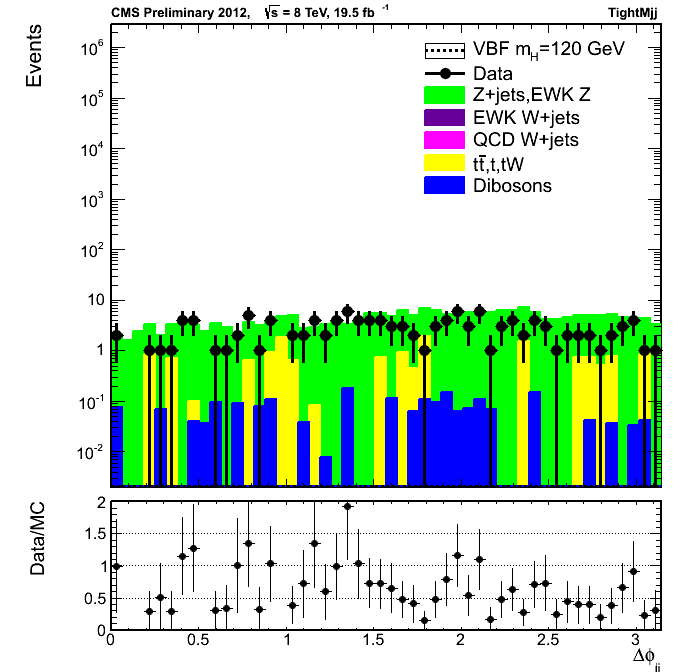 CMS Preliminary 2012, √s = 8 TeV, 19.5 fb⁻¹ TightMjj
Events
10⁶
10⁵
10⁴
10³
10²
10
1
10⁻¹
10⁻²
VBF m_H=120 GeV
Data
Z+jets,EWK Z
EWK W+jets
QCD W+jets
tt̄,t,tW
Dibosons
Data/MC
2
1.5
1
0.5
0
0 0.5 1 1.5 2 2.5 3
Δϕ_jj